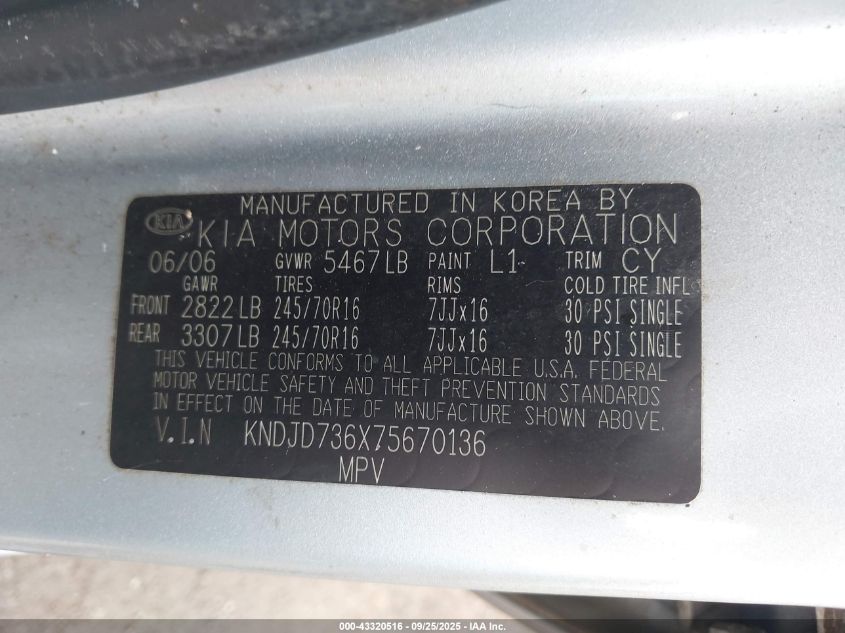 MANUFACTURED IN KOREA BY
KIA KIA MOTORS CORPORATION
06/06 GVWR 5467LB PAINT L1 TRIM CY
GAWR TIRES RIMS COLD TIRE INFL
FRONT 2822LB 245/70R16 7JJx16 30 PSI SINGLE
REAR 3307LB 245/70R16 7JJx16 30 PSI SINGLE
THIS VEHICLE CONFORMS TO ALL APPLICABLE U.S.A. FEDERAL
MOTOR VEHICLE SAFETY AND THEFT PREVENTION STANDARDS
IN EFFECT ON THE DATE OF MANUFACTURE SHOWN ABOVE.
V.I.N KNDJD736X75670136
MPV
000-43320516 - 09/25/2025 - IAA Inc.